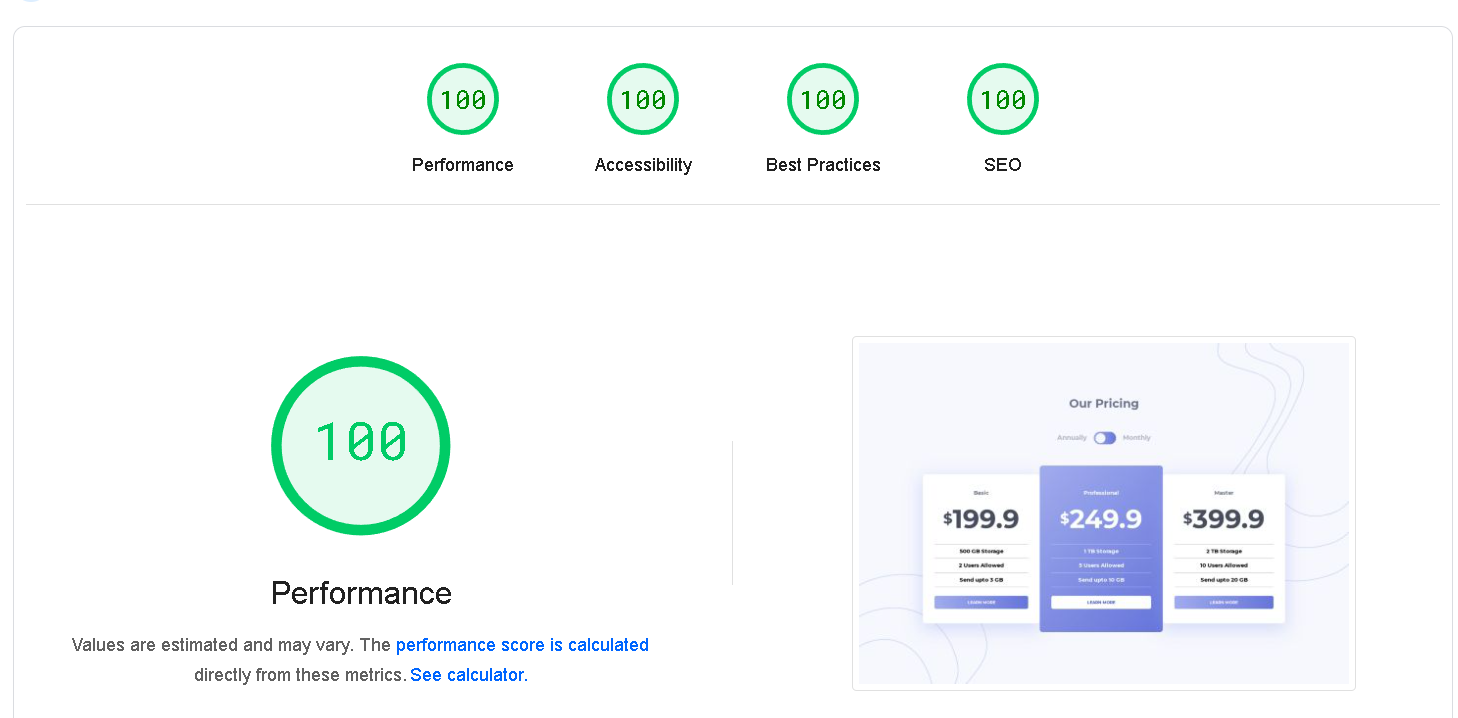 100 100 100 100
Performance Accessibility Best Practices SEO
100
Performance
Values are estimated and may vary. The performance score is calculated
directly from these metrics. See calculator.
Our Pricing
Annually Monthly
Basic Professional Master
$199.9 $249.9 $399.9
500 GB Storage 1 TB Storage 2 TB Storage
2 Users Allowed 5 Users Allowed 10 Users Allowed
Send upto 3 GB Send upto 10 GB Send upto 20 GB
LEARN MORE LEARN MORE LEARN MORE